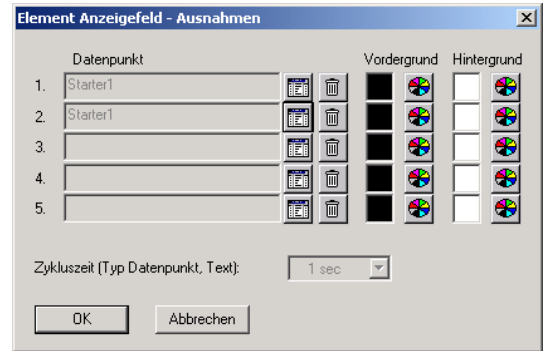 Element Anzeigefeld - Ausnahmen
Datenpunkt Vordergrund Hintergrund
1. Starter1
2. Starter1
3.
4.
5.
Zykluszeit (Typ Datenpunkt, Text): 1 sec
OK Abbrechen